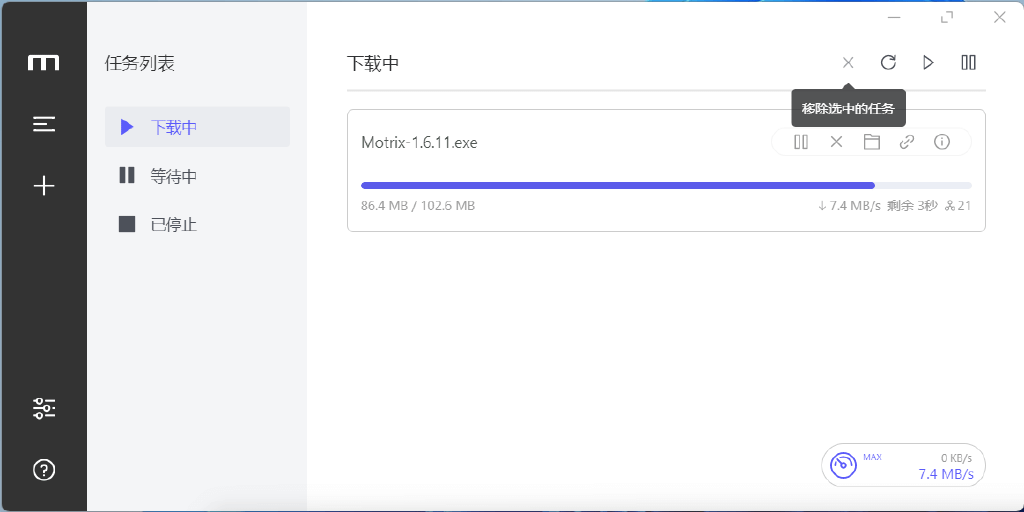 m
任务列表
下载中
等待中
已停止
下载中
移除选中的任务
Motrix-1.6.11.exe
86.4 MB / 102.6 MB
↓ 7.4 MB/s 剩余 3秒 21
MAX
0 KB/s
7.4 MB/s